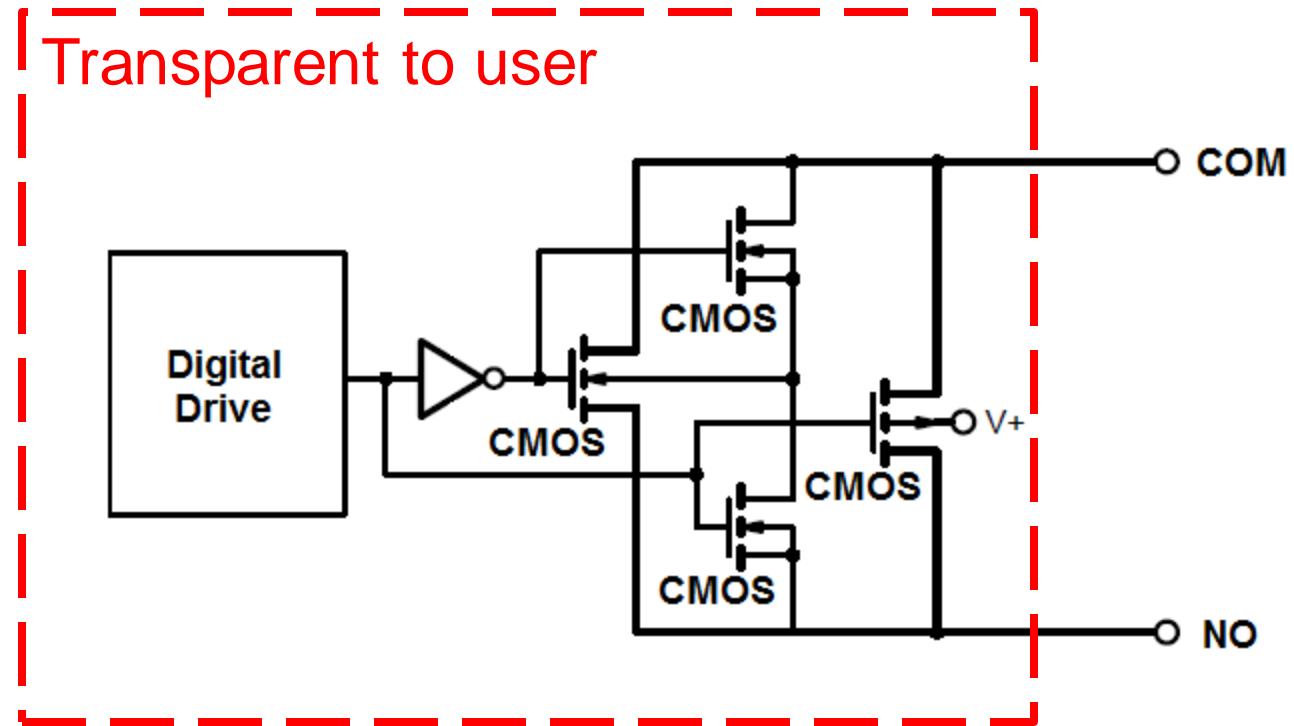 Transparent to user
COM
CMOS
Digital
Drive
CMOS
V+
CMOS
CMOS
NO